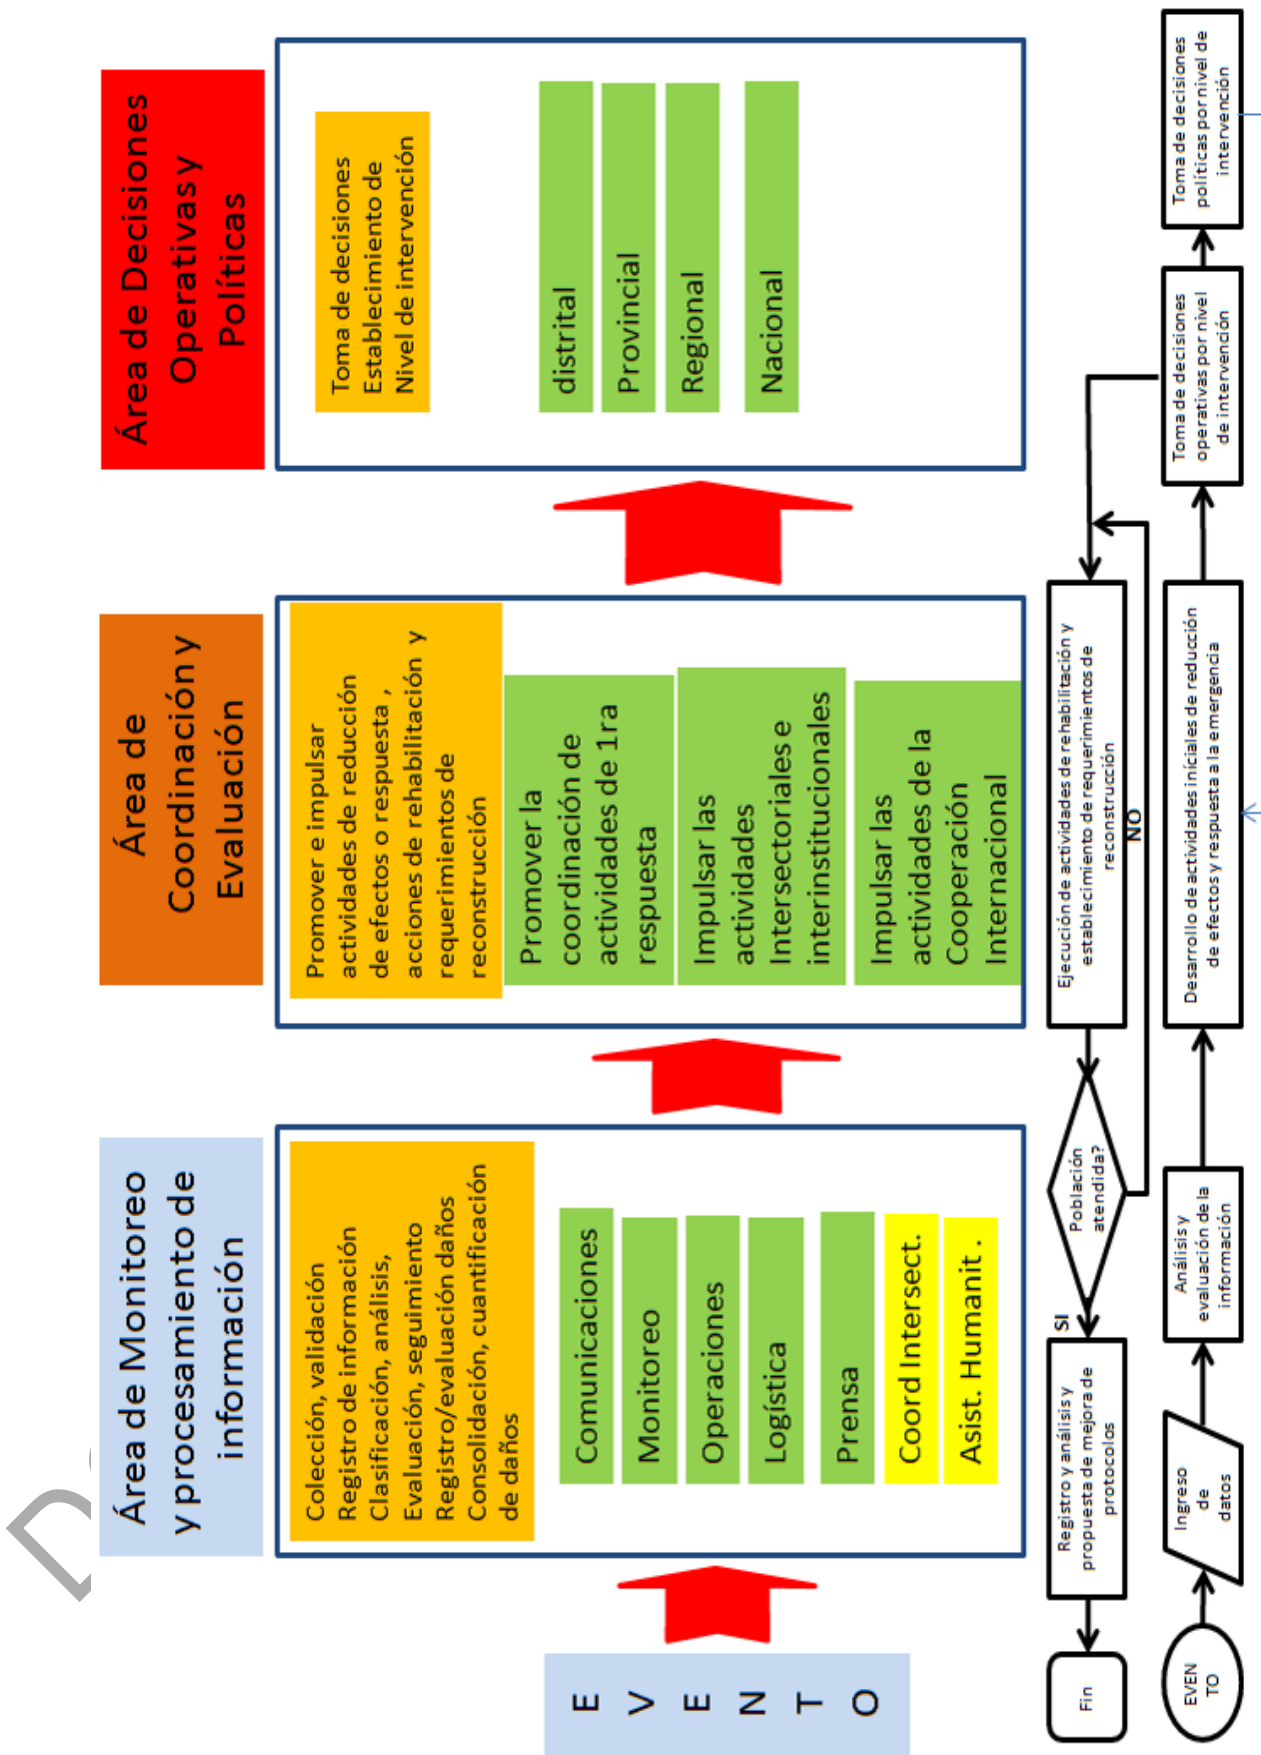 Área de Monitoreo
y procesamiento de
información
Área de
Coordinación y
Evaluación
Área de Decisiones
Operativas y
Políticas
E
V
E
N
T
O
Colección, validación
Registro de información
Clasificación, análisis,
Evaluación, seguimiento
Registro/evaluación daños
Consolidación, cuantificación
de daños
Comunicaciones
Monitoreo
Operaciones
Logística
Prensa
Coord Intersect.
Asist. Humanit .
Promover e impulsar
actividades de reducción
de efectos o respuesta ,
acciones de rehabilitación y
requerimientos de
reconstrucción
Promover la
coordinación de
actividades de 1ra
respuesta
Impulsar las
actividades
Intersectoriales e
interinstitucionales
Impulsar las
actividades de la
Cooperación
Internacional
Toma de decisiones
Establecimiento de
Nivel de intervención
distrital
Provincial
Regional
Nacional
Fin
Registro y análisis y
propuesta de mejora de
protocolos
SI
Población
atendida?
NO
Ejecución de actividades de rehabilitación y
establecimiento de requerimientos de
reconstrucción
EVEN
TO
Ingreso
de
datos
Análisis y
evaluación de la
información
Desarrollo de actividades iníciales de reducción
de efectos y respuesta a la emergencia
Toma de decisiones
operativas por nivel
de intervención
Toma de decisiones
políticas por nivel de
intervención